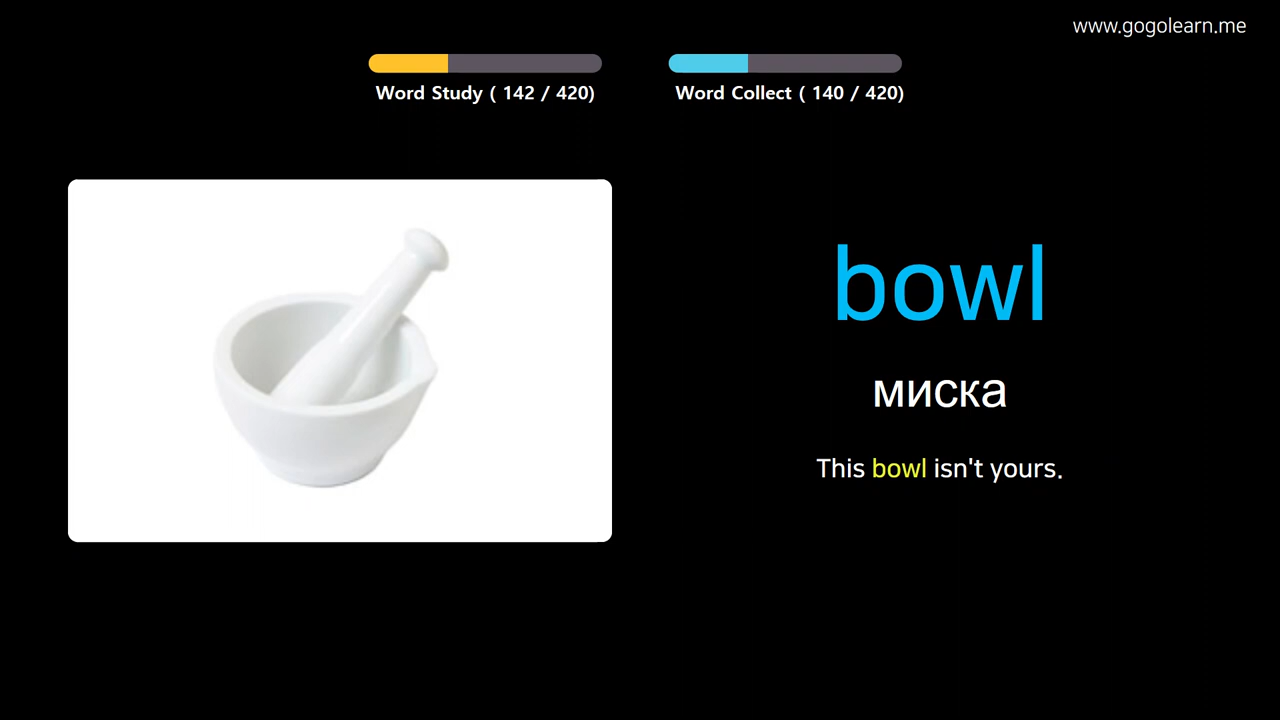 www.gogolearn.me
Word Study ( 142 / 420)
Word Collect ( 140 / 420)
bowl
миска
This bowl isn't yours.